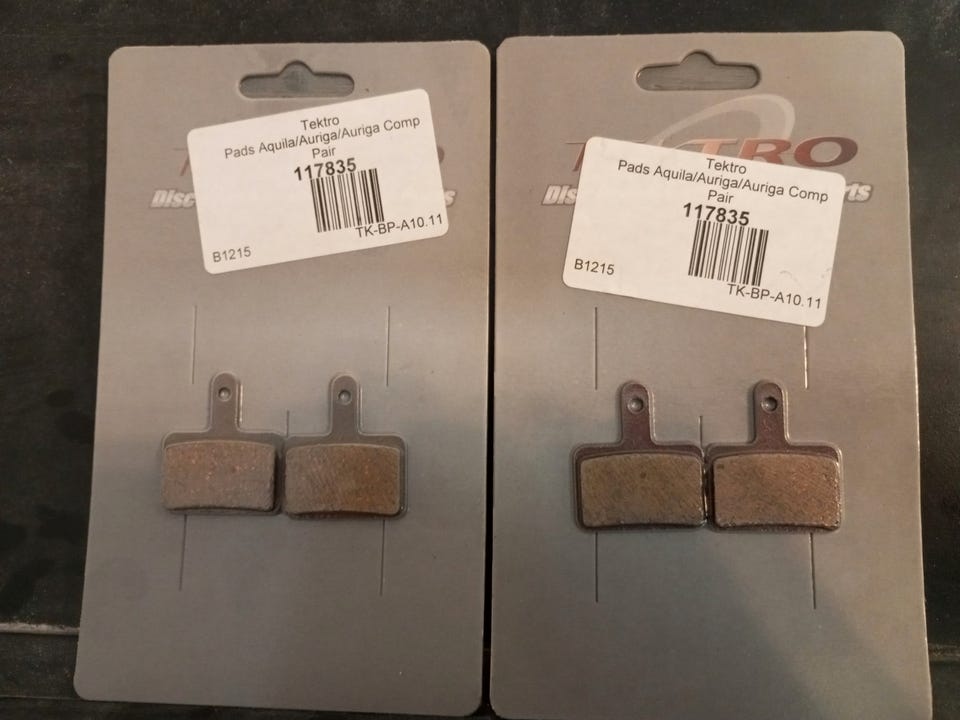 Tektro
Pads Aquila/Auriga/Auriga Comp
Pair
117835
TK-BP-A10.11
B1215
TRO
Tektro
Pads Aquila/Auriga/Auriga Comp
Pair
117835
B1215
TK-BP-A10.11